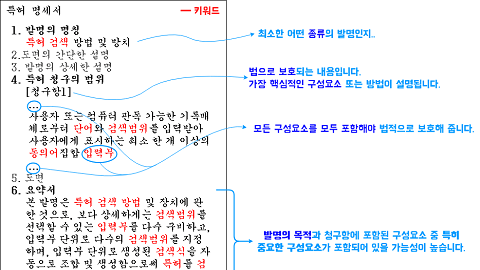 특허 명세서
— 키워드
1. 발명의 명칭
특허 검색 방법 및 장치
2. 도면의 간단한 설명
3. 발명의 상세한 설명
4. 특허 청구의 범위
[청구항1]
...
사용자 또는 컴퓨터 판독 가능한 기록매
체로부터 단어와 검색범위를 입력받아
사용자에게 표시하는 최소 한 개 이상의
동의어집합 입력부
...
5. 도면
6. 요약서
본 발명은 특허 검색 방법 및 장치에 관
한 것으로, 보다 상세하게는 검색범위를
선택할 수 있는 입력부를 다수 구비하고,
입력부 단위로 다수의 검색범위를 지정
하며, 입력부 단위로 생성된 검색식을 자
동으로 조합 및 생성함으로써 특허를 검
최소한 어떤 종류의 발명인지..
법으로 보호되는 내용입니다.
가장 핵심적인 구성요소 또는 방법이 설명됩니다.
모든 구성요소를 모두 포함해야 법적으로 보호해 줍니다.
발명의 목적과 청구항에 포함된 구성요소 중 특히
중요한 구성요소가 포함되어 있을 가능성이 높습니다.